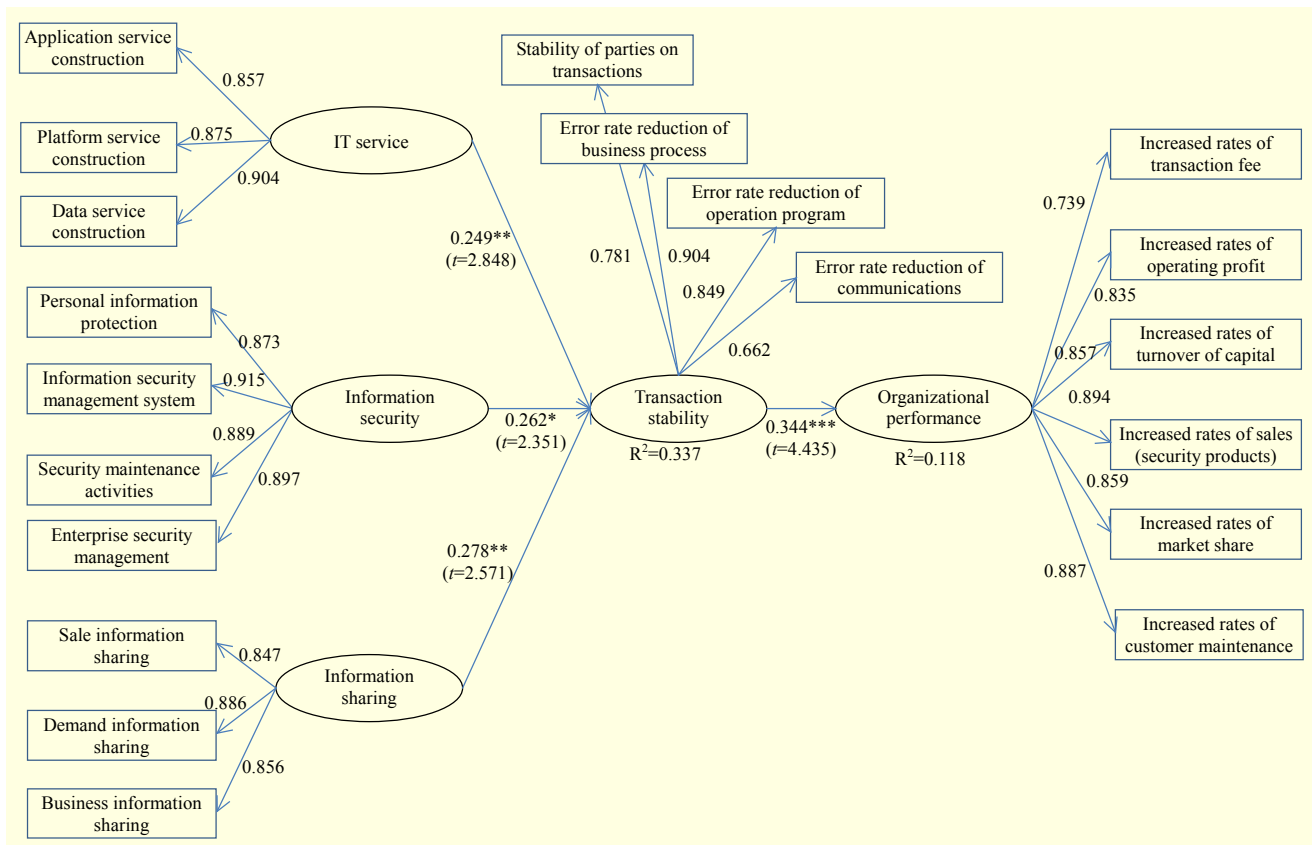 Application service
construction
0.857
Platform service
construction
0.875
IT service
0.904
Data service
construction
0.249**
(t=2.848)
Personal information
protection
0.873
Information security
management system
0.915
Information
security
0.889
Security maintenance
activities
0.897
Enterprise security
management
0.262*
(t=2.351)
Sale information
sharing
0.847
Information
sharing
0.886
Demand information
sharing
0.856
Business information
sharing
0.278**
(t=2.571)
Stability of parties on
transactions
Error rate reduction of
business process
Error rate reduction of
operation program
Error rate reduction of
communications
0.781
0.904
0.849
0.662
Transaction
stability
R²=0.337
0.344***
(t=4.435)
Organizational
performance
R²=0.118
Increased rates of
transaction fee
0.739
Increased rates of
operating profit
0.835
Increased rates of
turnover of capital
0.857
0.894
Increased rates of sales
(security products)
0.859
Increased rates of
market share
0.887
Increased rates of
customer maintenance